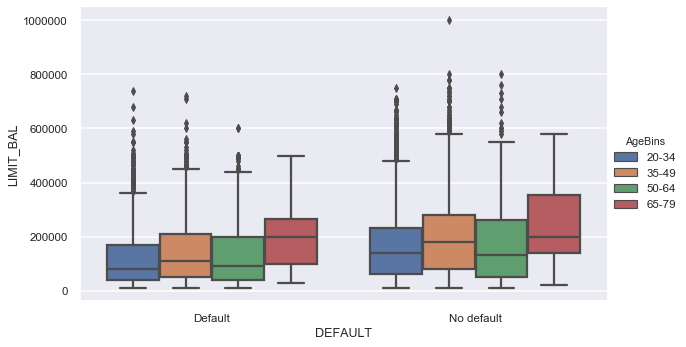 1000000
800000
600000
400000
200000
0
LIMIT_BAL
Default
No default
DEFAULT
AgeBins
20-34
35-49
50-64
65-79